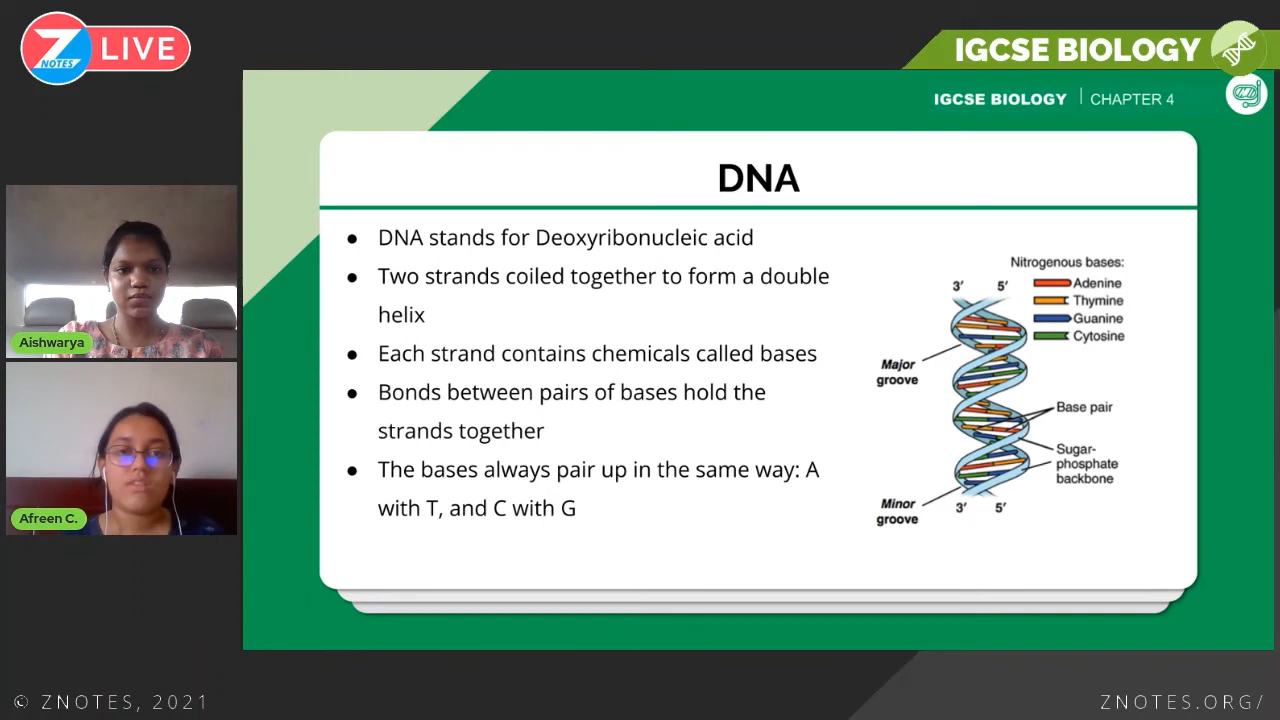 Z
NOTES
LIVE
IGCSE BIOLOGY
IGCSE BIOLOGY | CHAPTER 4
DNA
● DNA stands for Deoxyribonucleic acid
● Two strands coiled together to form a double
helix
● Each strand contains chemicals called bases
● Bonds between pairs of bases hold the
strands together
● The bases always pair up in the same way: A
with T, and C with G
Nitrogenous bases:
3′ 5′
Adenine
Thymine
Guanine
Cytosine
Major
groove
Base pair
Sugar-
phosphate
backbone
Minor
groove
3′ 5′
Aishwarya
Afreen C.
© ZNOTES, 2021
ZNOTES.ORG/